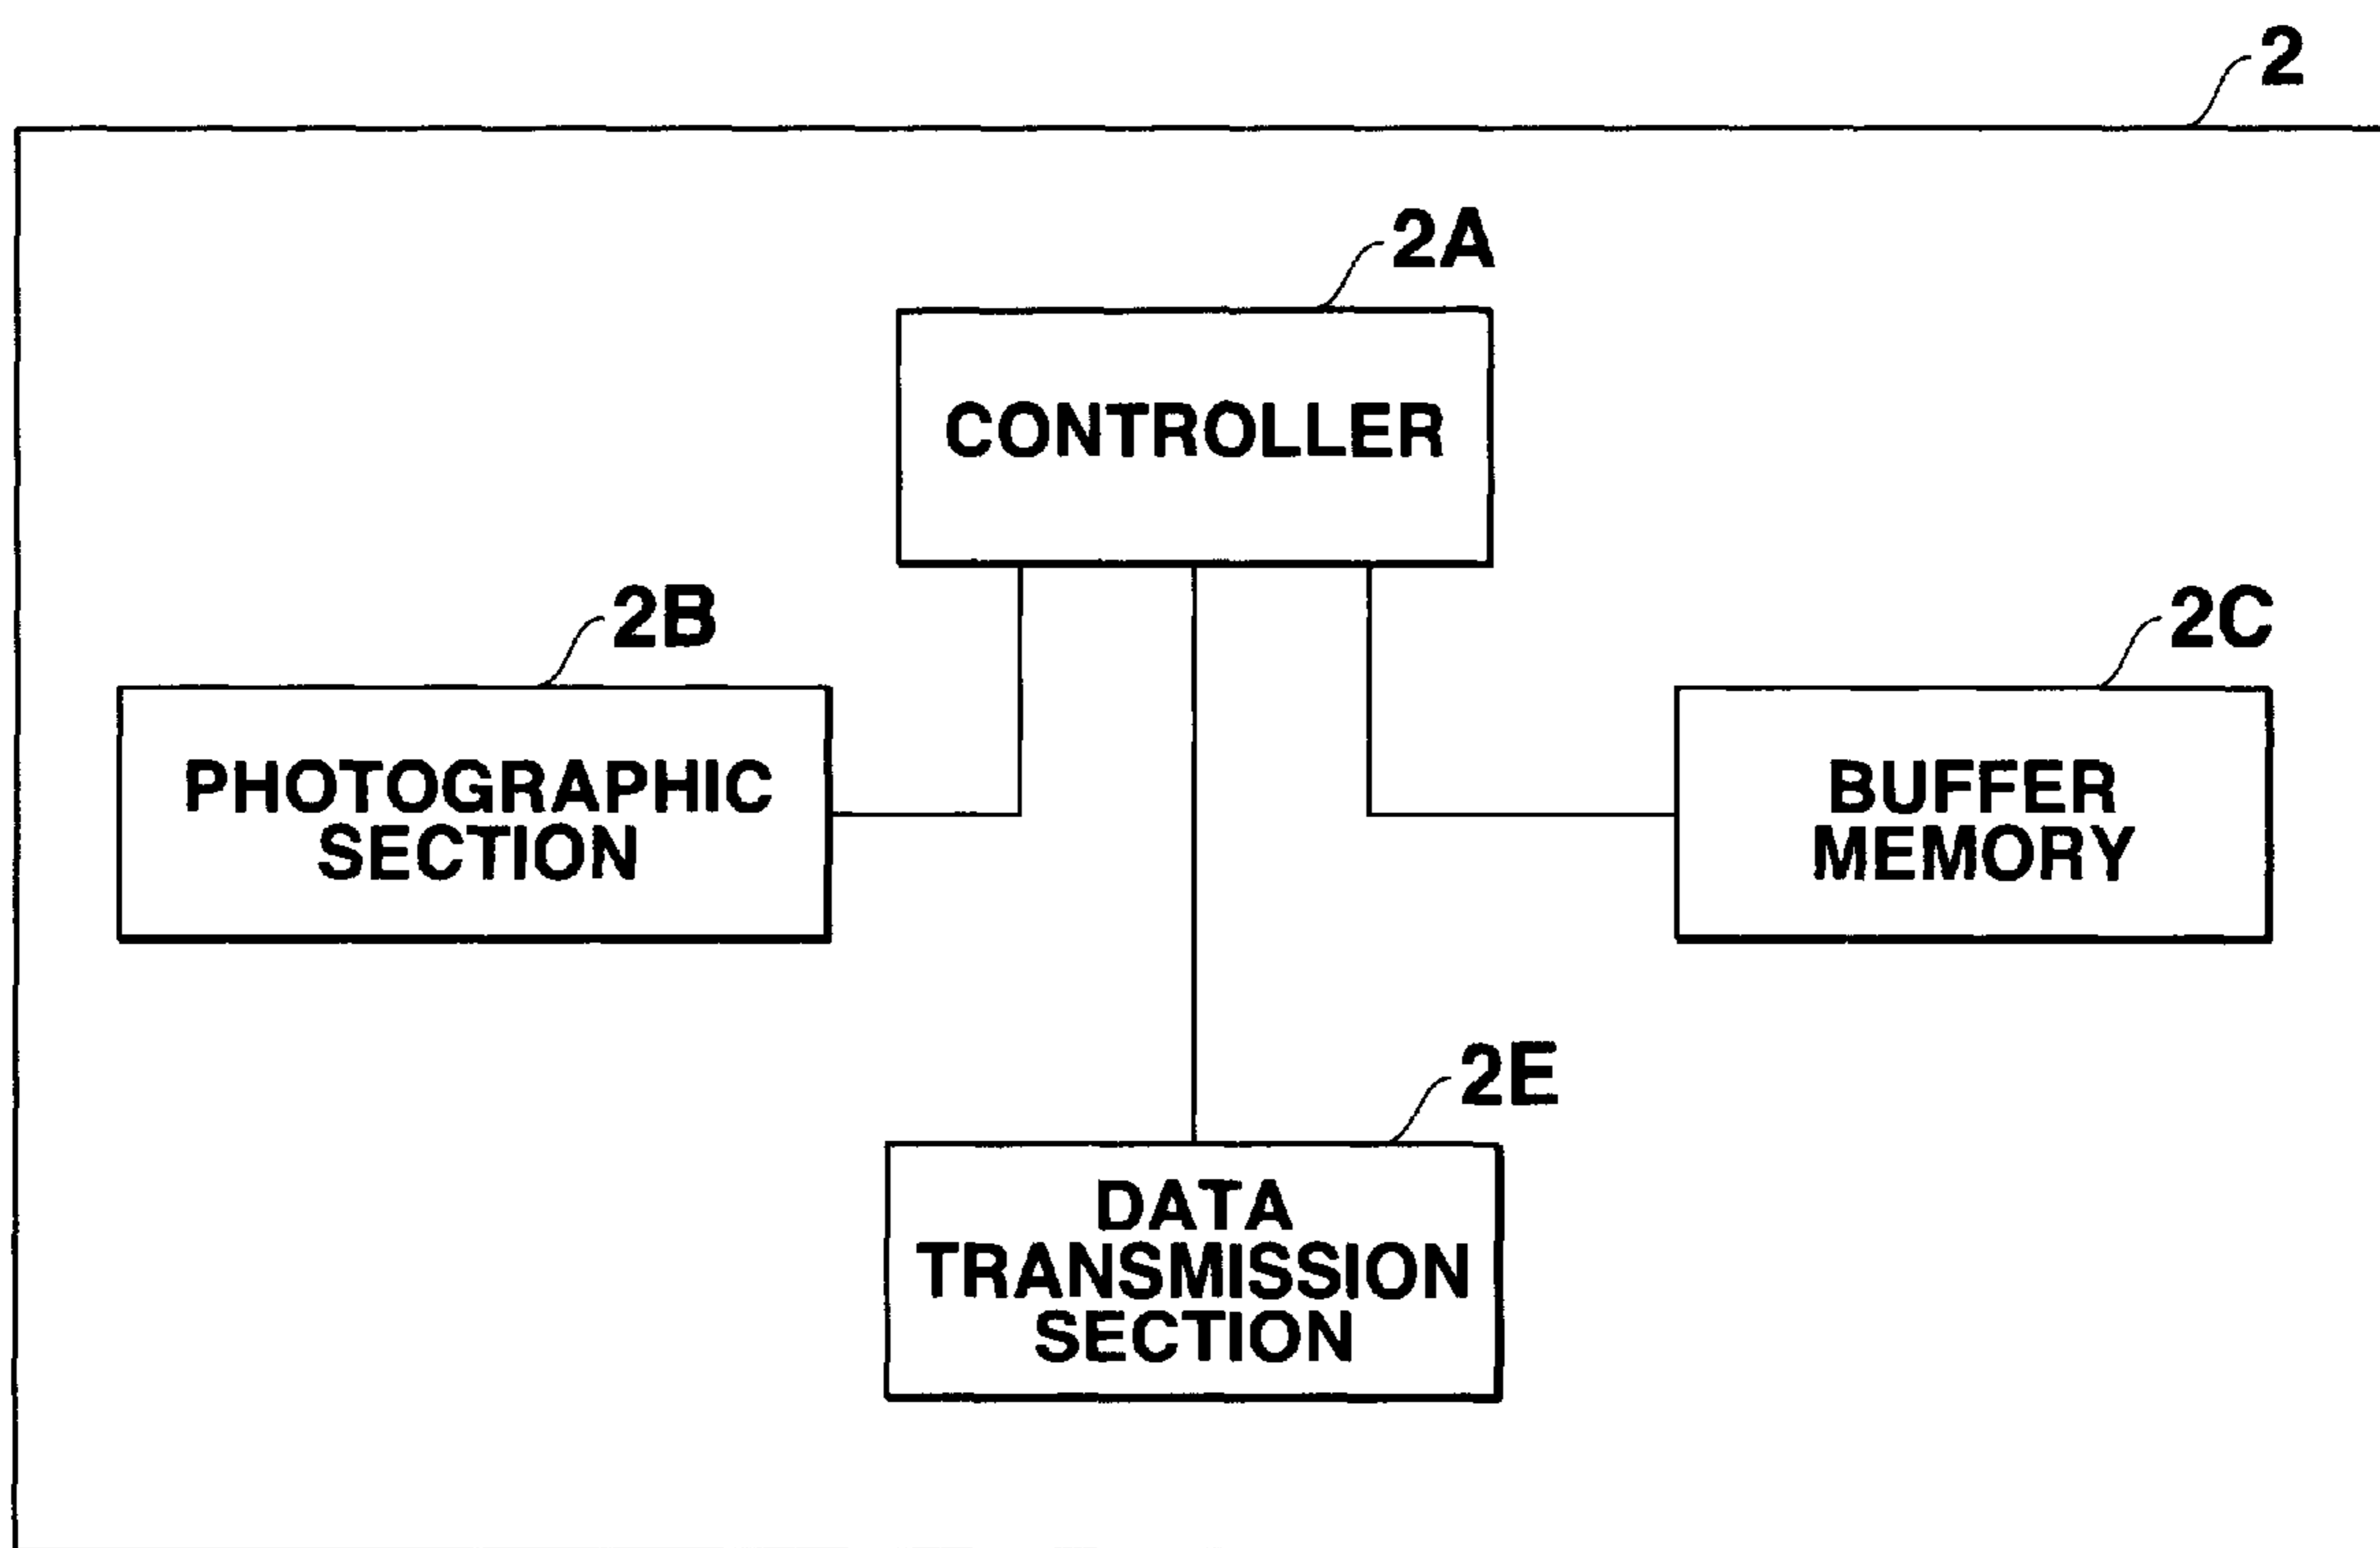 2
2A
CONTROLLER
2B
2C
PHOTOGRAPHIC
SECTION
BUFFER
MEMORY
2E
DATA
TRANSMISSION
SECTION